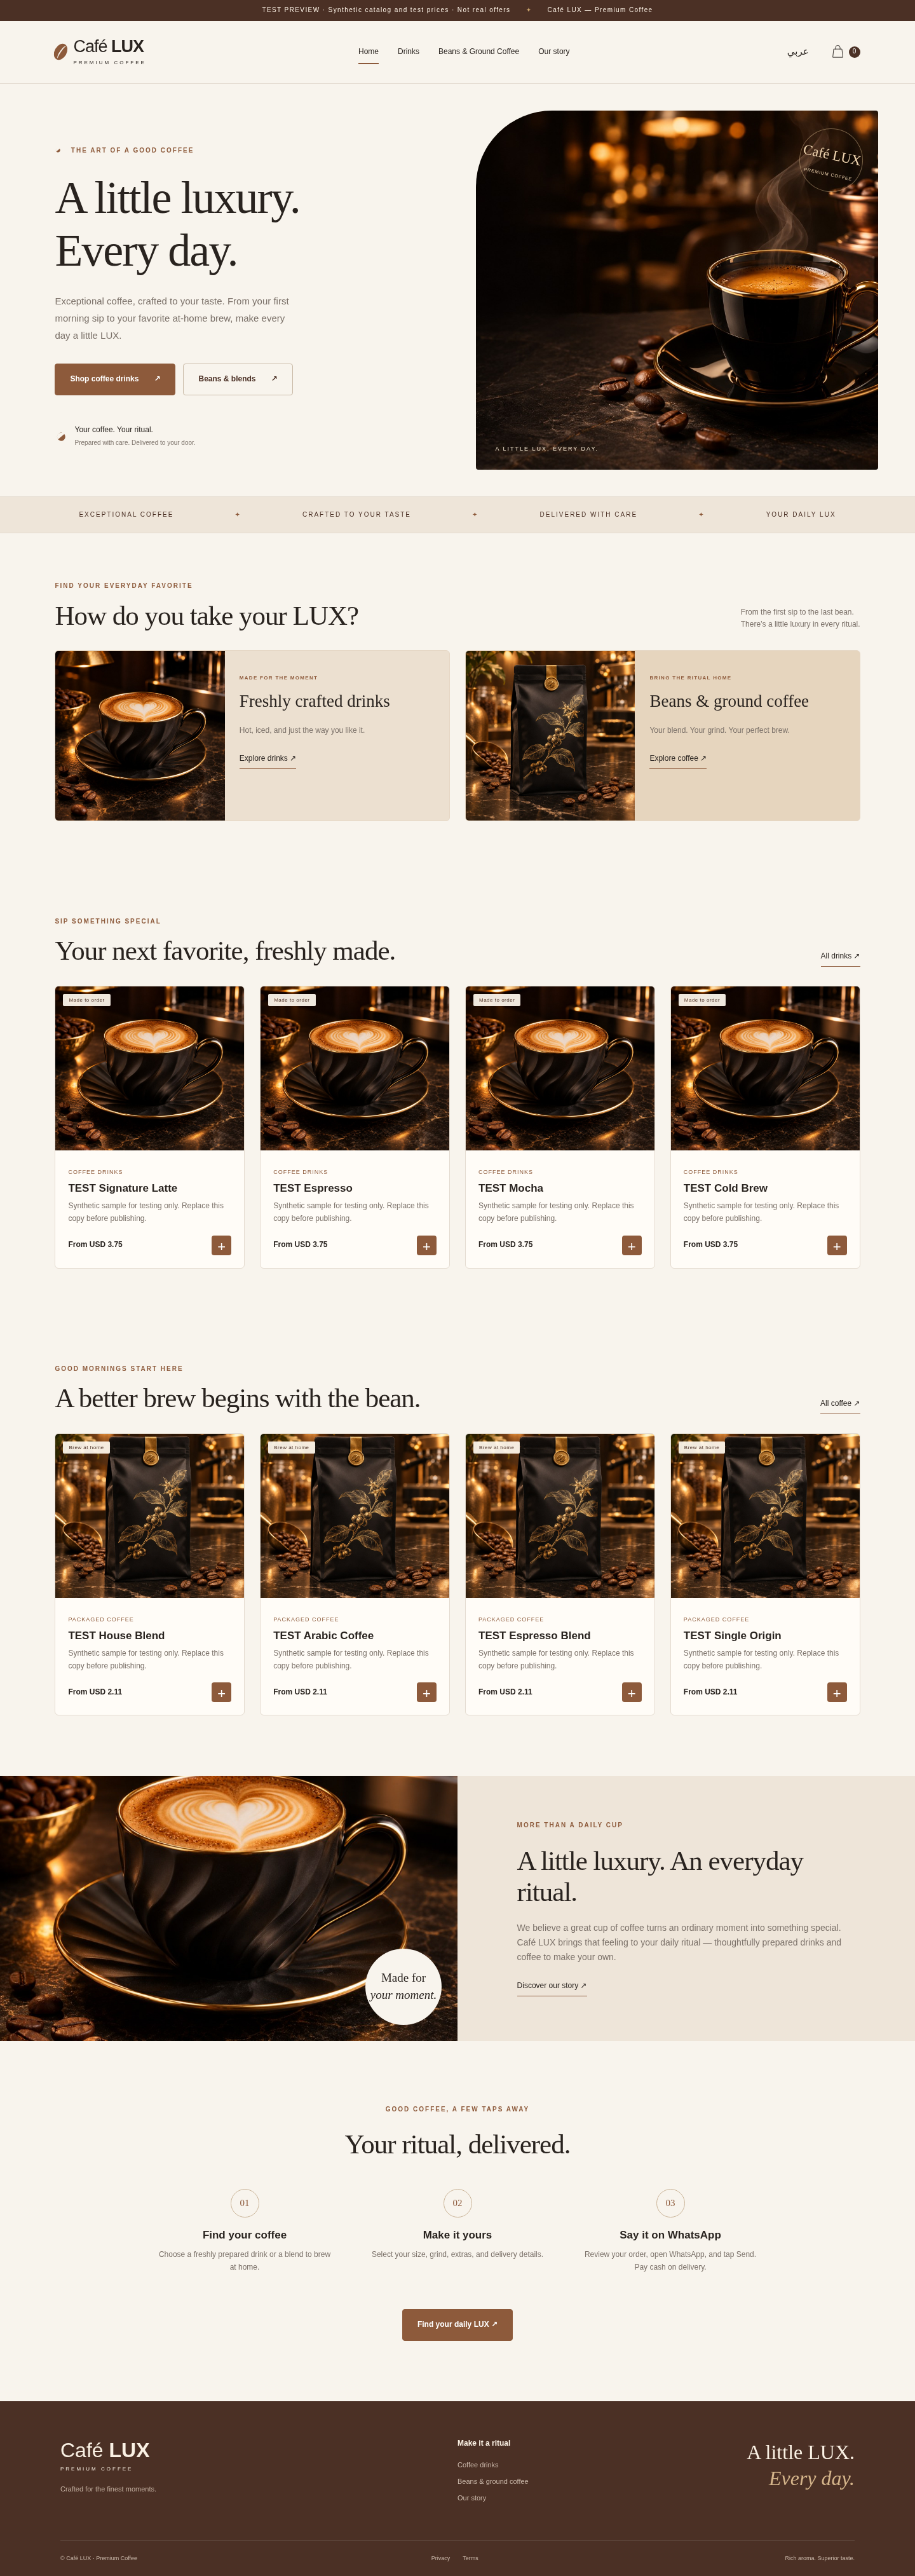 TEST PREVIEW · Synthetic catalog and test prices · Not real offers + Café LUX — Premium Coffee
Café LUX
PREMIUM COFFEE
Home Drinks Beans & Ground Coffee Our story
عربي
0
THE ART OF A GOOD COFFEE
A little luxury.
Every day.
Exceptional coffee, crafted to your taste. From your first
morning sip to your favorite at-home brew, make every
day a little LUX.
Shop coffee drinks ↗
Beans & blends ↗
Your coffee. Your ritual.
Prepared with care. Delivered to your door.
Café LUX
PREMIUM COFFEE
A LITTLE LUX, EVERY DAY.
EXCEPTIONAL COFFEE + CRAFTED TO YOUR TASTE + DELIVERED WITH CARE + YOUR DAILY LUX
FIND YOUR EVERYDAY FAVORITE
How do you take your LUX?
From the first sip to the last bean.
There's a little luxury in every ritual.
MADE FOR THE MOMENT
Freshly crafted drinks
Hot, iced, and just the way you like it.
Explore drinks ↗
BRING THE RITUAL HOME
Beans & ground coffee
Your blend. Your grind. Your perfect brew.
Explore coffee ↗
SIP SOMETHING SPECIAL
Your next favorite, freshly made.
All drinks ↗
Made to order
COFFEE DRINKS
TEST Signature Latte
Synthetic sample for testing only. Replace this
copy before publishing.
From USD 3.75
+
Made to order
COFFEE DRINKS
TEST Espresso
Synthetic sample for testing only. Replace this
copy before publishing.
From USD 3.75
+
Made to order
COFFEE DRINKS
TEST Mocha
Synthetic sample for testing only. Replace this
copy before publishing.
From USD 3.75
+
Made to order
COFFEE DRINKS
TEST Cold Brew
Synthetic sample for testing only. Replace this
copy before publishing.
From USD 3.75
+
GOOD MORNINGS START HERE
A better brew begins with the bean.
All coffee ↗
Brew at home
PACKAGED COFFEE
TEST House Blend
Synthetic sample for testing only. Replace this
copy before publishing.
From USD 2.11
+
Brew at home
PACKAGED COFFEE
TEST Arabic Coffee
Synthetic sample for testing only. Replace this
copy before publishing.
From USD 2.11
+
Brew at home
PACKAGED COFFEE
TEST Espresso Blend
Synthetic sample for testing only. Replace this
copy before publishing.
From USD 2.11
+
Brew at home
PACKAGED COFFEE
TEST Single Origin
Synthetic sample for testing only. Replace this
copy before publishing.
From USD 2.11
+
Made for
your moment.
MORE THAN A DAILY CUP
A little luxury. An everyday
ritual.
We believe a great cup of coffee turns an ordinary moment into something special.
Café LUX brings that feeling to your daily ritual — thoughtfully prepared drinks and
coffee to make your own.
Discover our story ↗
GOOD COFFEE, A FEW TAPS AWAY
Your ritual, delivered.
01
Find your coffee
Choose a freshly prepared drink or a blend to brew
at home.
02
Make it yours
Select your size, grind, extras, and delivery details.
03
Say it on WhatsApp
Review your order, open WhatsApp, and tap Send.
Pay cash on delivery.
Find your daily LUX ↗
Café LUX
PREMIUM COFFEE
Crafted for the finest moments.
Make it a ritual
Coffee drinks
Beans & ground coffee
Our story
A little LUX.
Every day.
© Café LUX · Premium Coffee
Privacy Terms
Rich aroma. Superior taste.